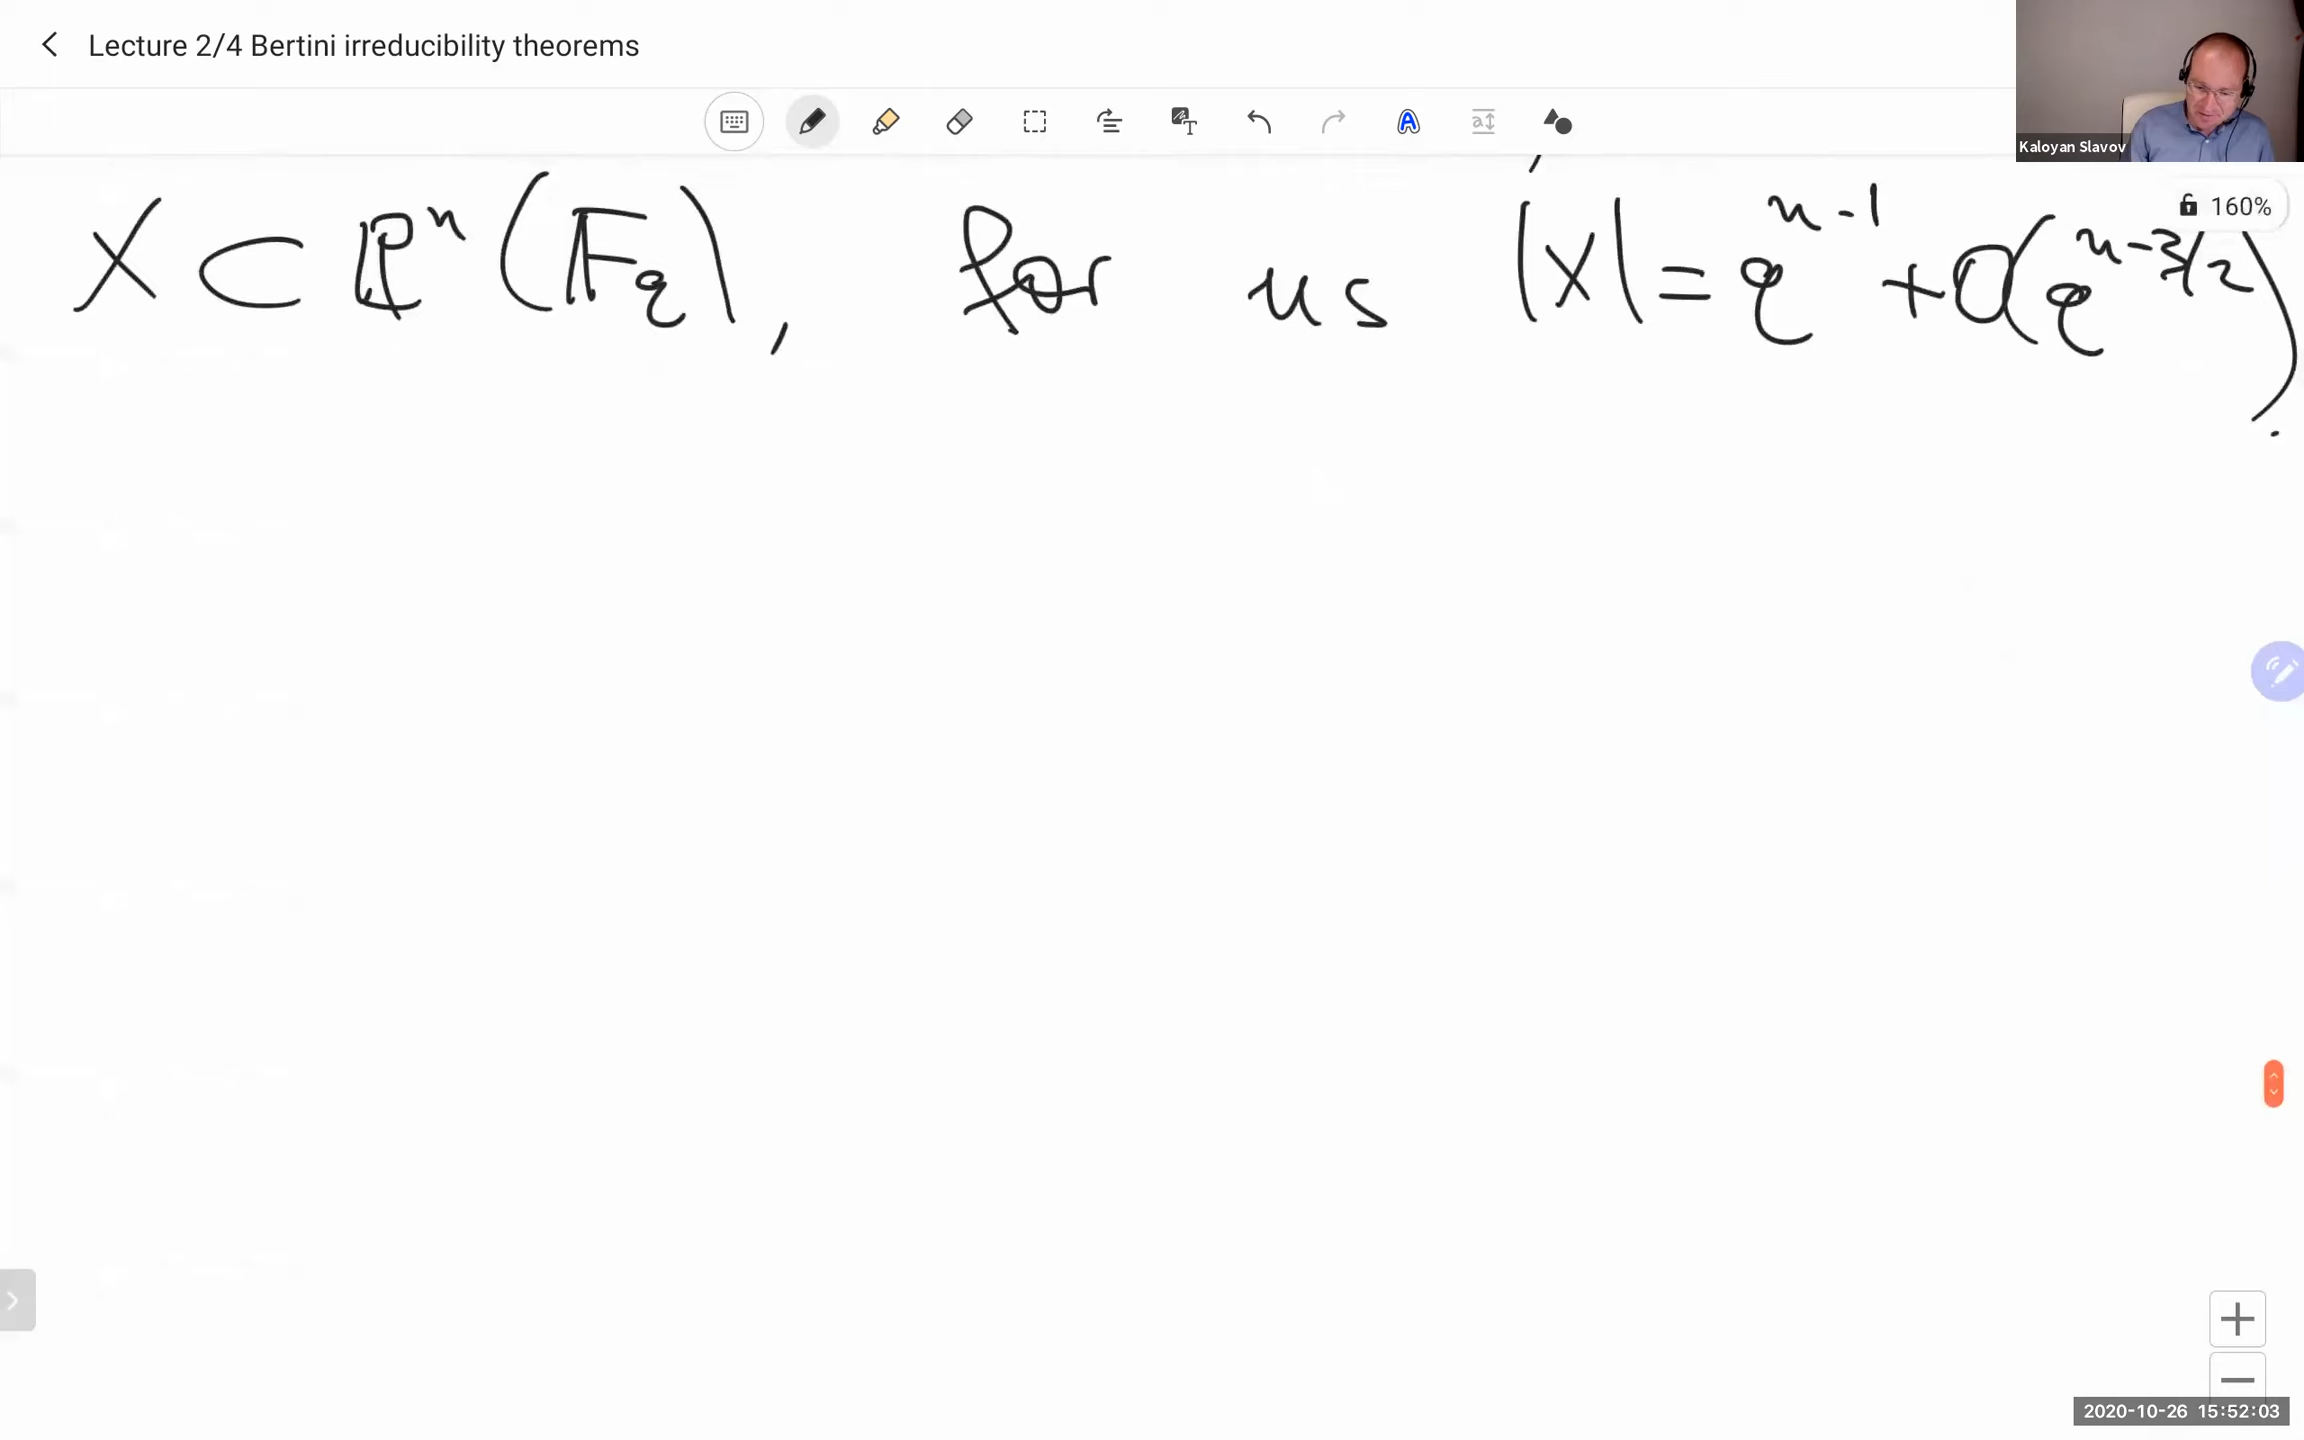 Lecture 2/4 Bertini irreducibility theorems
Kaloyan Slavov
160%
X ⊂ ℙⁿ(𝔽_q), for us |X| = q^{n-1} + O(q^{n-3/2}).
2020-10-26 15:52:03